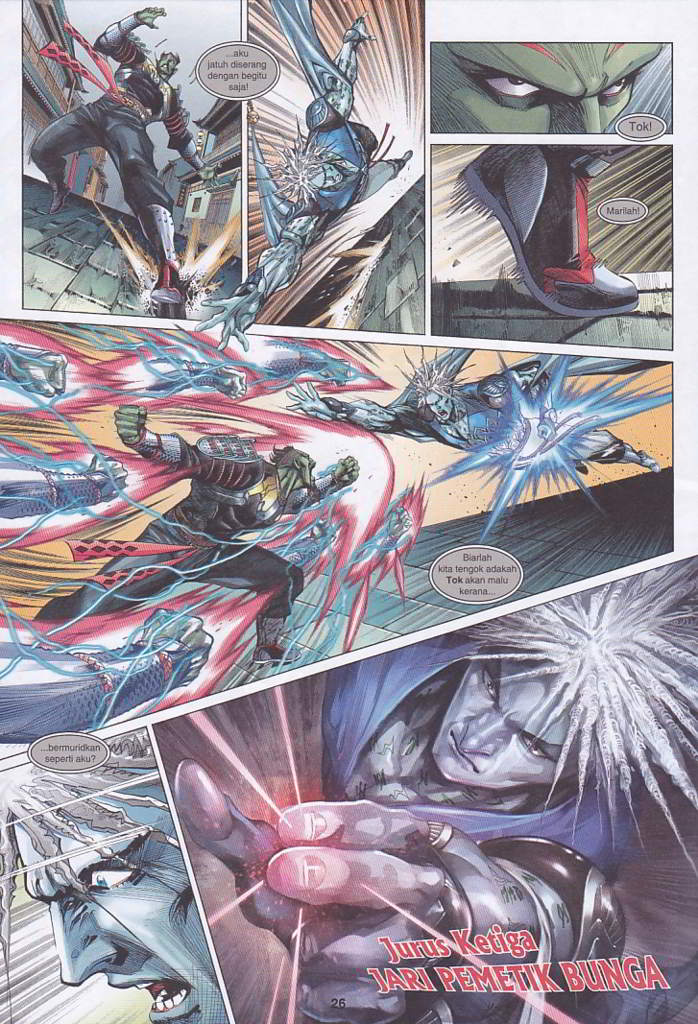 ...aku
jatuh diserang
dengan begitu
saja!
Tok!
Marilah!
Biarlah
kita tengok adakah
Tok akan malu
kerana...
...bermuridkan
seperti aku?
Jurus Ketiga
JARI PEMETIK BUNGA
26